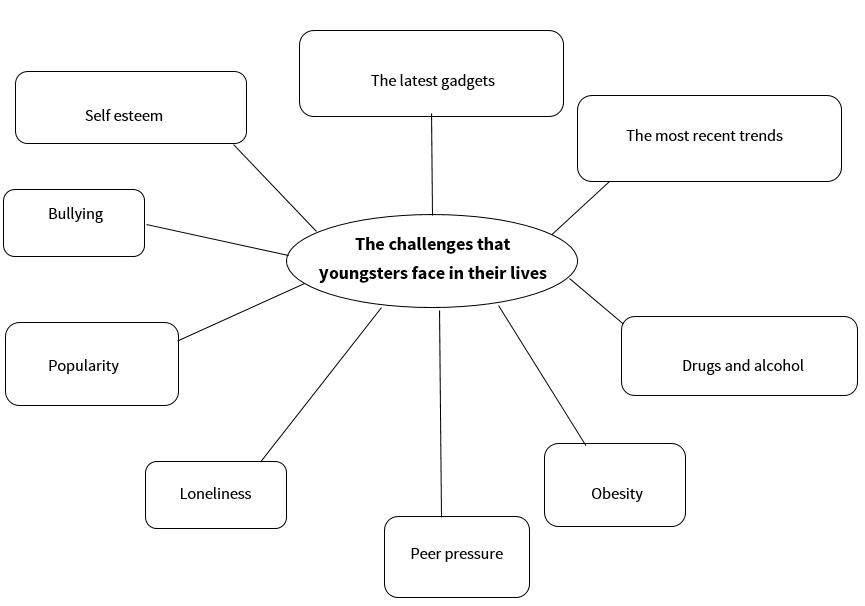 The latest gadgets
Self esteem
The most recent trends
Bullying
The challenges that
youngsters face in their lives
Popularity
Drugs and alcohol
Loneliness
Obesity
Peer pressure